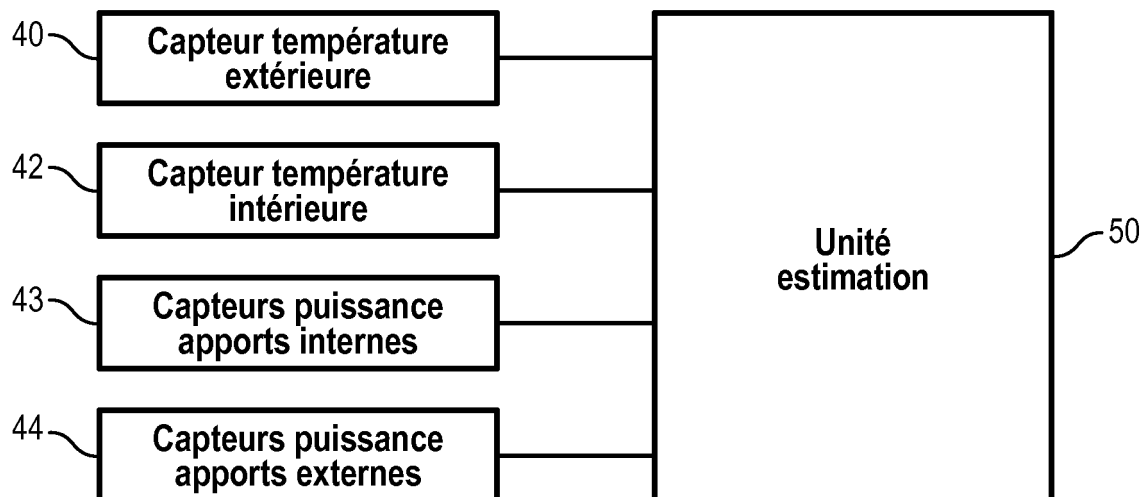 40
Capteur température
extérieure
42
Capteur température
intérieure
43
Capteurs puissance
apports internes
44
Capteurs puissance
apports externes
Unité
estimation
50